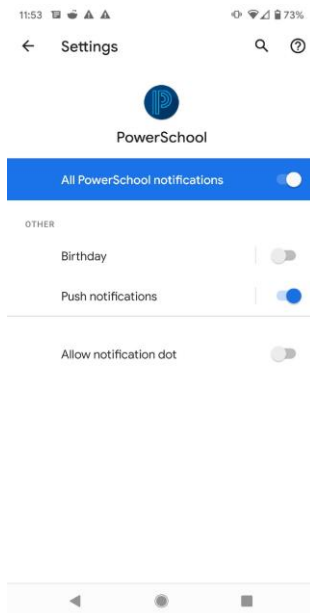 11:53 73%
Settings
PowerSchool
All PowerSchool notifications
OTHER
Birthday
Push notifications
Allow notification dot